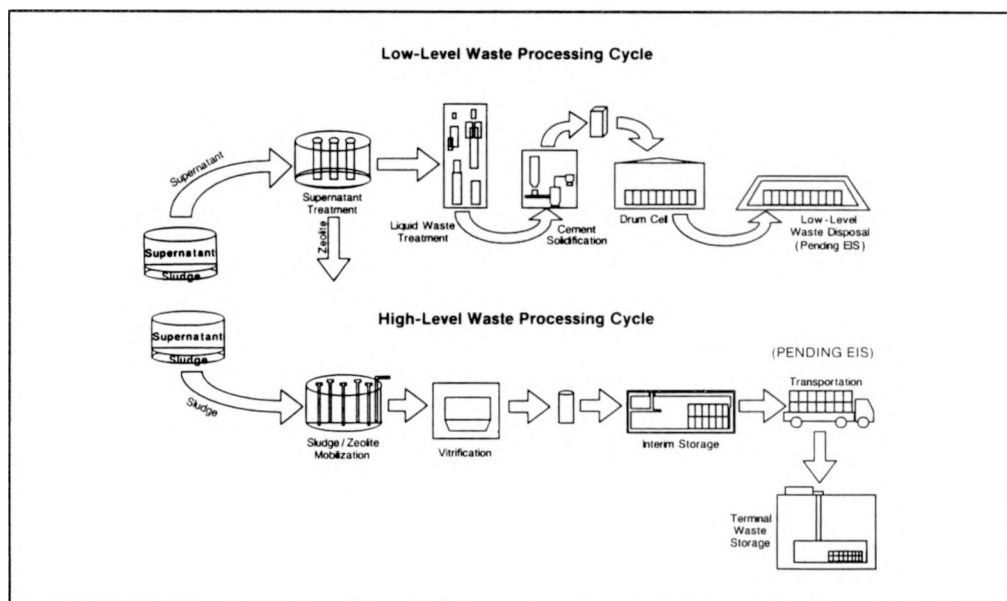 Low-Level Waste Processing Cycle
Supernatant
Supernatant
Treatment
Zeolite
Liquid Waste
Treatment
Cement
Solidification
Drum Cell
Low-Level
Waste Disposal
(Pending EIS)
Supernatant
Sludge
High-Level Waste Processing Cycle
Supernatant
Sludge
Sludge
Sludge / Zeolite
Mobilization
Vitrification
Interim Storage
(PENDING EIS)
Transportation
Terminal
Waste
Storage